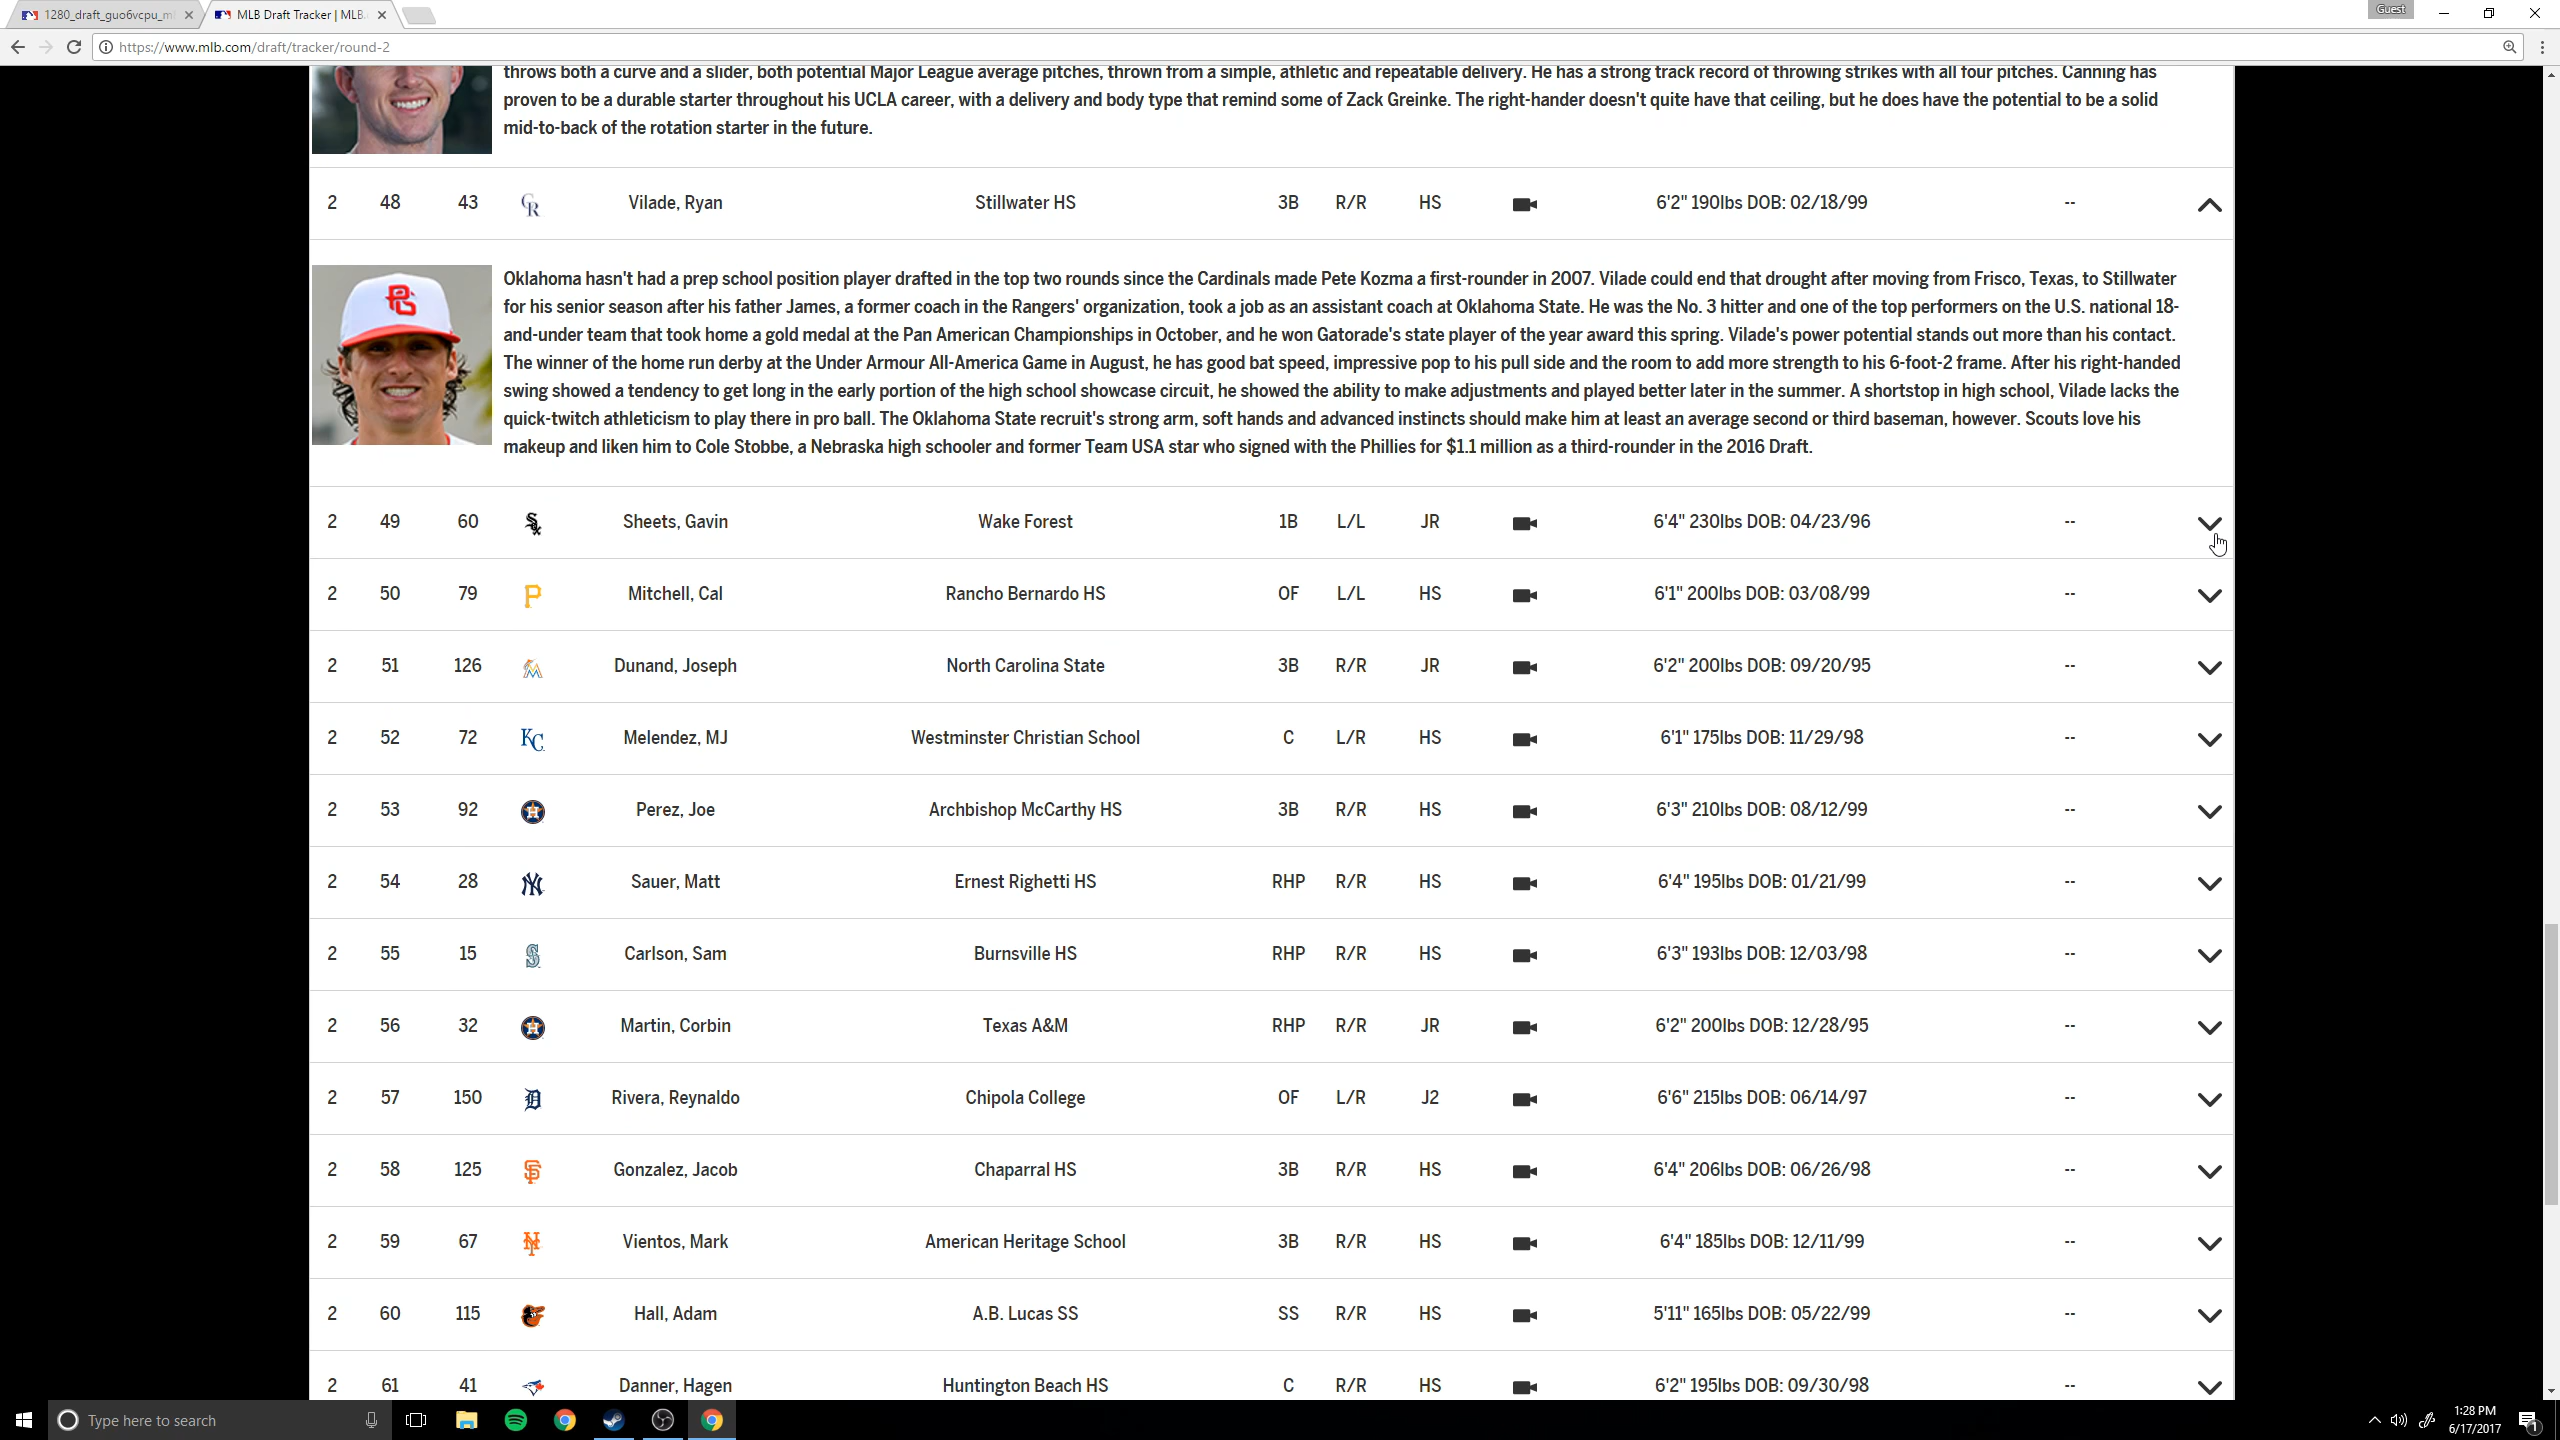 1280_draft_guo6vcpu_ml
MLB Draft Tracker | MLB.
Guest
https://www.mlb.com/draft/tracker/round-2
throws both a curve and a slider, both potential Major League average pitches, thrown from a simple, athletic and repeatable delivery. He has a strong track record of throwing strikes with all four pitches. Canning has
proven to be a durable starter throughout his UCLA career, with a delivery and body type that remind some of Zack Greinke. The right-hander doesn't quite have that ceiling, but he does have the potential to be a solid
mid-to-back of the rotation starter in the future.
2 48 43 CR Vilade, Ryan Stillwater HS 3B R/R HS 6'2" 190lbs DOB: 02/18/99 --
PG
Oklahoma hasn't had a prep school position player drafted in the top two rounds since the Cardinals made Pete Kozma a first-rounder in 2007. Vilade could end that drought after moving from Frisco, Texas, to Stillwater
for his senior season after his father James, a former coach in the Rangers' organization, took a job as an assistant coach at Oklahoma State. He was the No. 3 hitter and one of the top performers on the U.S. national 18-
and-under team that took home a gold medal at the Pan American Championships in October, and he won Gatorade's state player of the year award this spring. Vilade's power potential stands out more than his contact.
The winner of the home run derby at the Under Armour All-America Game in August, he has good bat speed, impressive pop to his pull side and the room to add more strength to his 6-foot-2 frame. After his right-handed
swing showed a tendency to get long in the early portion of the high school showcase circuit, he showed the ability to make adjustments and played better later in the summer. A shortstop in high school, Vilade lacks the
quick-twitch athleticism to play there in pro ball. The Oklahoma State recruit's strong arm, soft hands and advanced instincts should make him at least an average second or third baseman, however. Scouts love his
makeup and liken him to Cole Stobbe, a Nebraska high schooler and former Team USA star who signed with the Phillies for $1.1 million as a third-rounder in the 2016 Draft.
2 49 60 Sox Sheets, Gavin Wake Forest 1B L/L JR 6'4" 230lbs DOB: 04/23/96 --
2 50 79 P Mitchell, Cal Rancho Bernardo HS OF L/L HS 6'1" 200lbs DOB: 03/08/99 --
2 51 126 M Dunand, Joseph North Carolina State 3B R/R JR 6'2" 200lbs DOB: 09/20/95 --
2 52 72 KC Melendez, MJ Westminster Christian School C L/R HS 6'1" 175lbs DOB: 11/29/98 --
2 53 92 H Perez, Joe Archbishop McCarthy HS 3B R/R HS 6'3" 210lbs DOB: 08/12/99 --
2 54 28 NY Sauer, Matt Ernest Righetti HS RHP R/R HS 6'4" 195lbs DOB: 01/21/99 --
2 55 15 S Carlson, Sam Burnsville HS RHP R/R HS 6'3" 193lbs DOB: 12/03/98 --
2 56 32 H Martin, Corbin Texas A&M RHP R/R JR 6'2" 200lbs DOB: 12/28/95 --
2 57 150 D Rivera, Reynaldo Chipola College OF L/R J2 6'6" 215lbs DOB: 06/14/97 --
2 58 125 SF Gonzalez, Jacob Chaparral HS 3B R/R HS 6'4" 206lbs DOB: 06/26/98 --
2 59 67 NY Vientos, Mark American Heritage School 3B R/R HS 6'4" 185lbs DOB: 12/11/99 --
2 60 115 Hall, Adam A.B. Lucas SS SS R/R HS 5'11" 165lbs DOB: 05/22/99 --
2 61 41 Danner, Hagen Huntington Beach HS C R/R HS 6'2" 195lbs DOB: 09/30/98 --
Type here to search
1:28 PM
6/17/2017
1